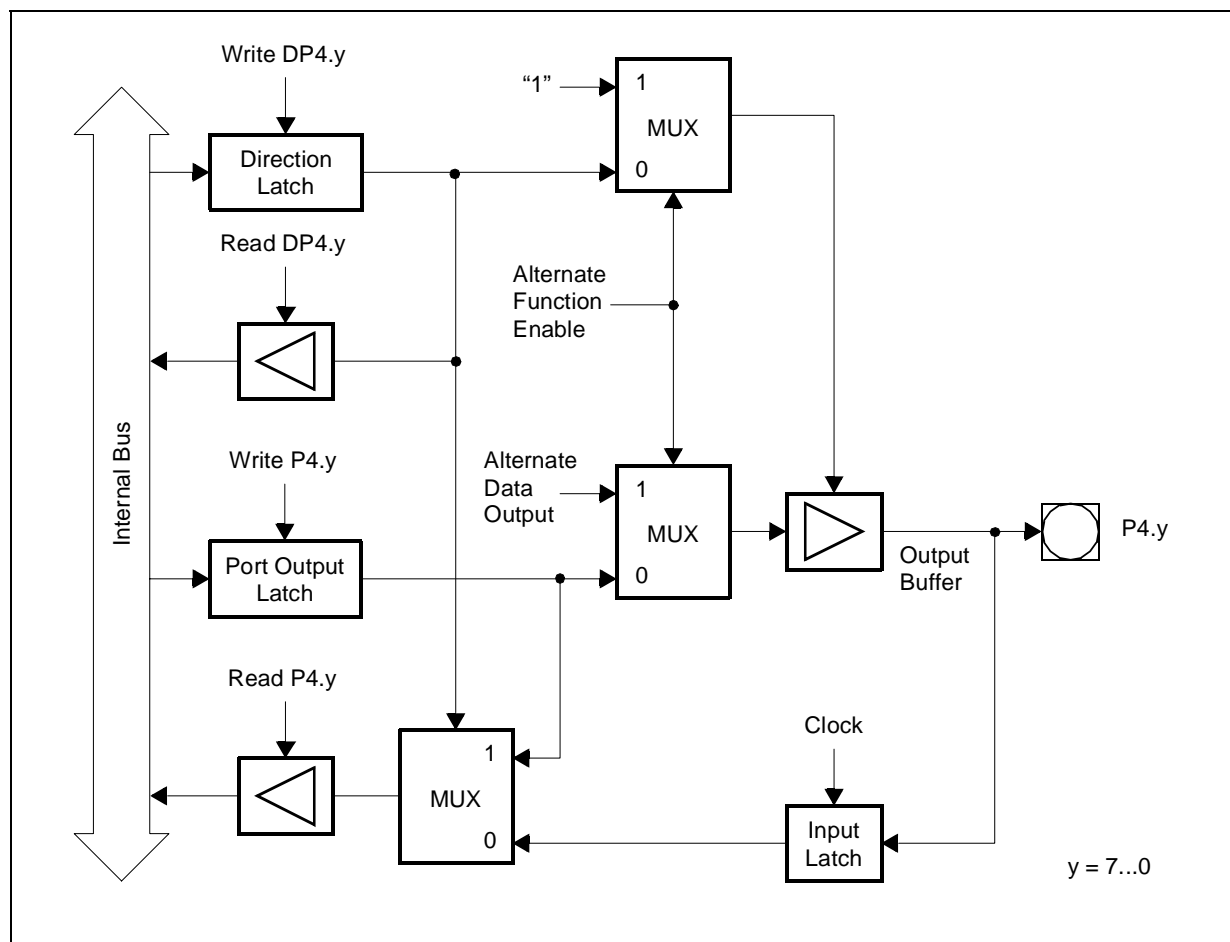 Write DP4.y
“1”
1
MUX
0
Direction
Latch
Read DP4.y
Alternate
Function
Enable
Internal Bus
Write P4.y
Alternate
Data
Output
1
MUX
0
P4.y
Output
Buffer
Port Output
Latch
Read P4.y
Clock
1
MUX
0
Input
Latch
y = 7...0